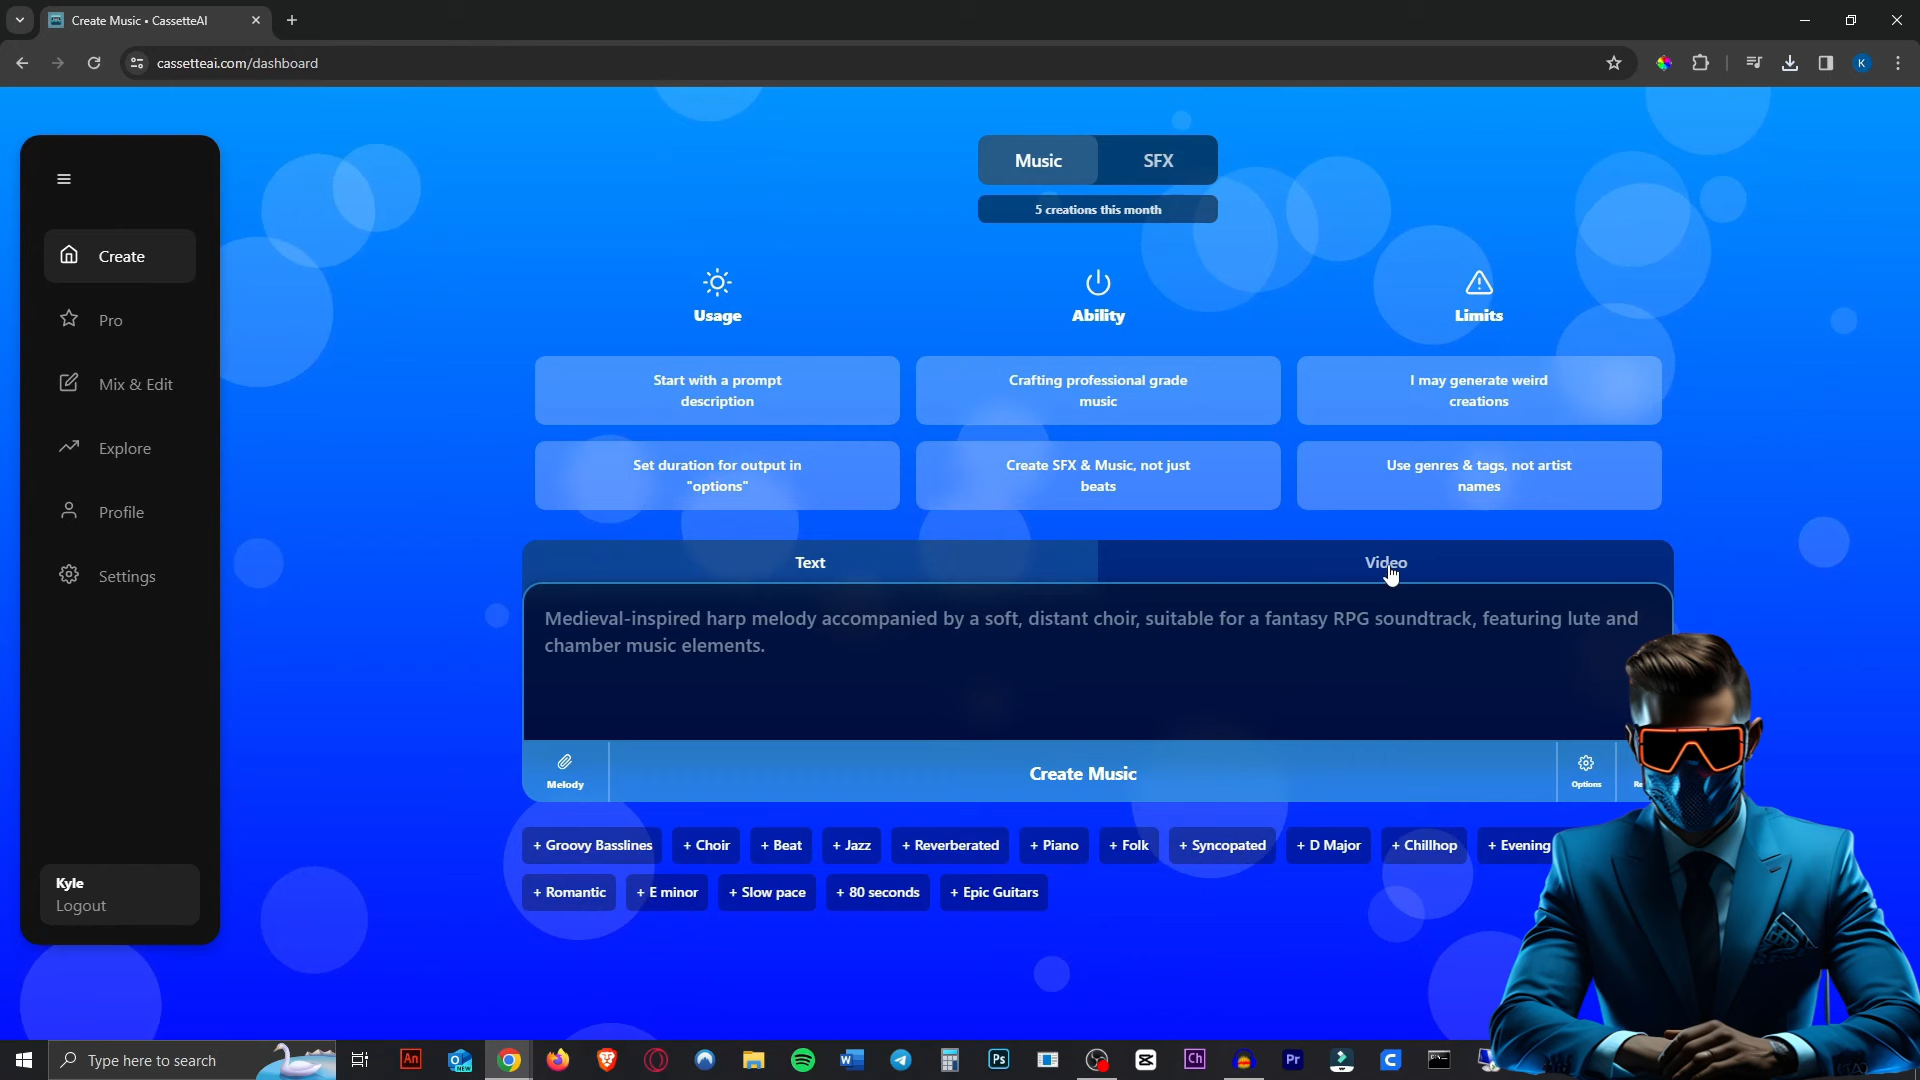 Create Music • CassetteAI
cassetteai.com/dashboard
K
Music
SFX
5 creations this month
Create
Pro
Mix & Edit
Explore
Profile
Settings
Kyle
Logout
Usage
Ability
Limits
Start with a prompt
description
Crafting professional grade
music
I may generate weird
creations
Set duration for output in
"options"
Create SFX & Music, not just
beats
Use genres & tags, not artist
names
Text
Video
Medieval-inspired harp melody accompanied by a soft, distant choir, suitable for a fantasy RPG soundtrack, featuring lute and
chamber music elements.
Melody
Create Music
Options
+ Groovy Basslines
+ Choir
+ Beat
+ Jazz
+ Reverberated
+ Piano
+ Folk
+ Syncopated
+ D Major
+ Chillhop
+ Evening
+ Romantic
+ E minor
+ Slow pace
+ 80 seconds
+ Epic Guitars
Type here to search
An
NEW
W
Ps
Ch
Pr